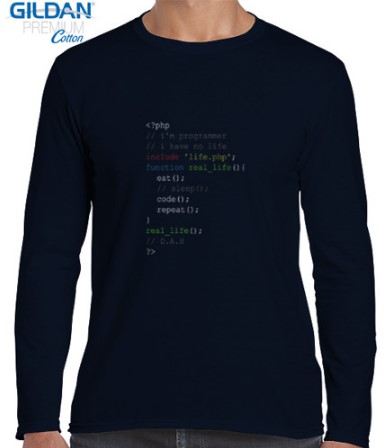 GILDAN®
PREMIUM
Cotton
<?php
// i'm programmer
// i have no life
include 'life.php';
function real_life(){
eat();
// sleep();
code();
repeat();
}
real_life();
// D.A.S
?>